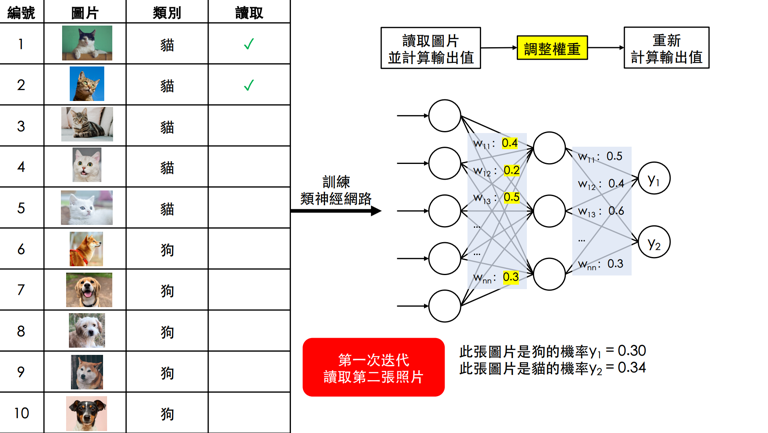 編號 圖片 類別 讀取
1 貓 ✓
2 貓 ✓
3 貓
4 貓
5 貓
6 狗
7 狗
8 狗
9 狗
10 狗
訓練
類神經網路
讀取圖片
並計算輸出值
調整權重
重新
計算輸出值
w11: 0.4
w12: 0.2
w13: 0.5
...
...
wnn: 0.3
w11: 0.5
w12: 0.4
w13: 0.6
...
wnn: 0.3
y1
y2
第一次迭代
讀取第二張照片
此張圖片是狗的機率y1 = 0.30
此張圖片是貓的機率y2 = 0.34